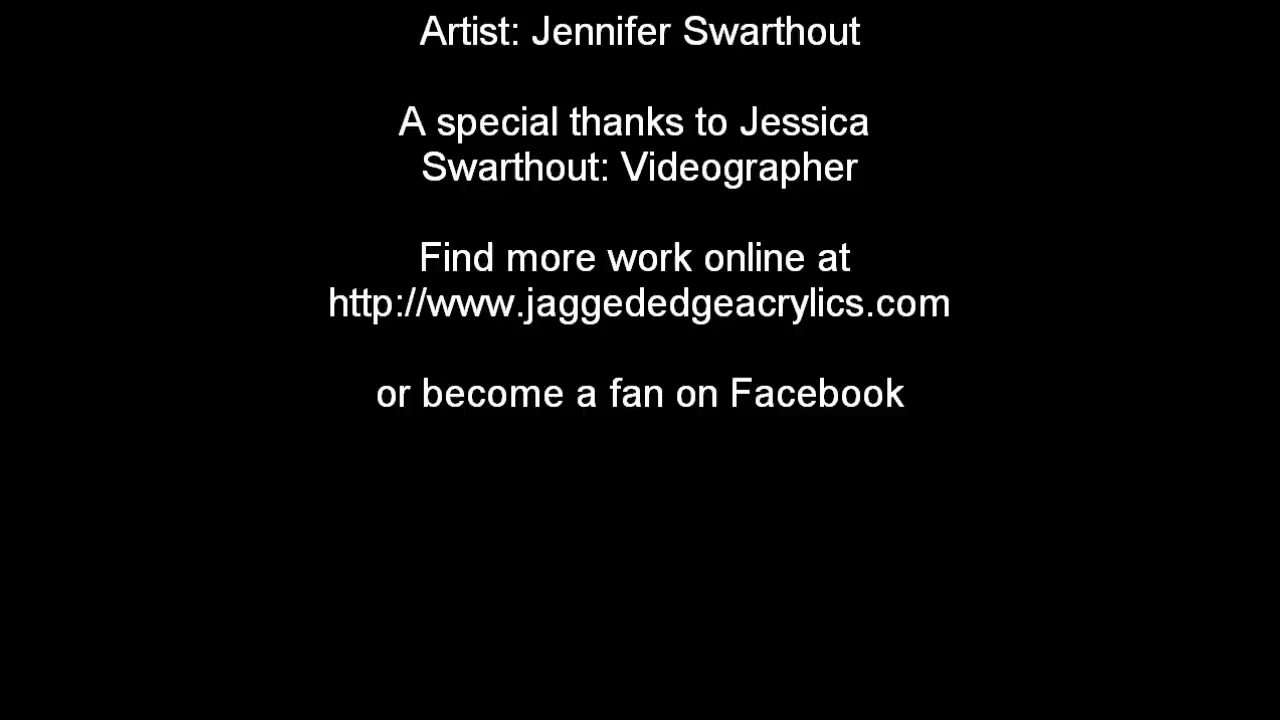 Artist: Jennifer Swarthout
A special thanks to Jessica
Swarthout: Videographer
Find more work online at
http://www.jaggededgeacrylics.com
or become a fan on Facebook